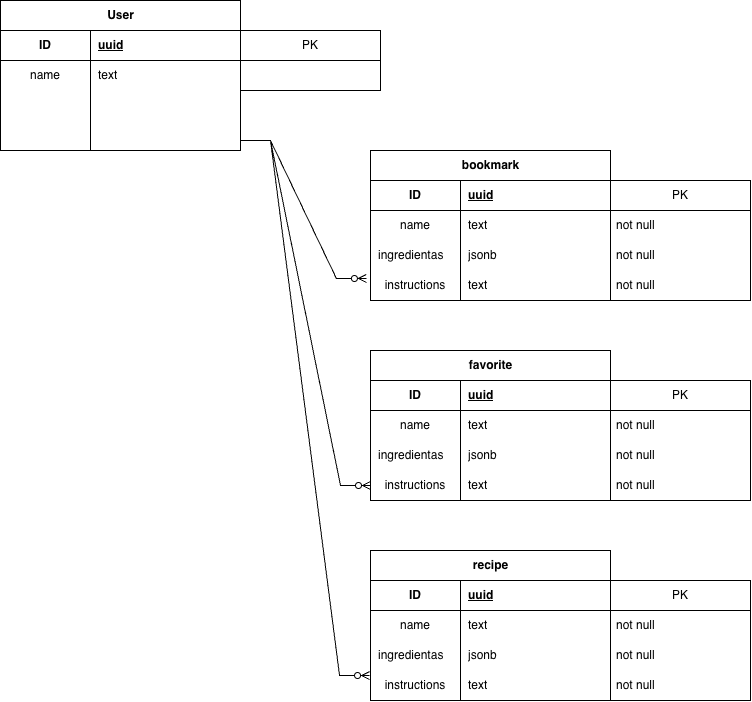 User
ID uuid PK
name text
bookmark
ID uuid PK
name text not null
ingredientas jsonb not null
instructions text not null
favorite
ID uuid PK
name text not null
ingredientas jsonb not null
instructions text not null
recipe
ID uuid PK
name text not null
ingredientas jsonb not null
instructions text not null